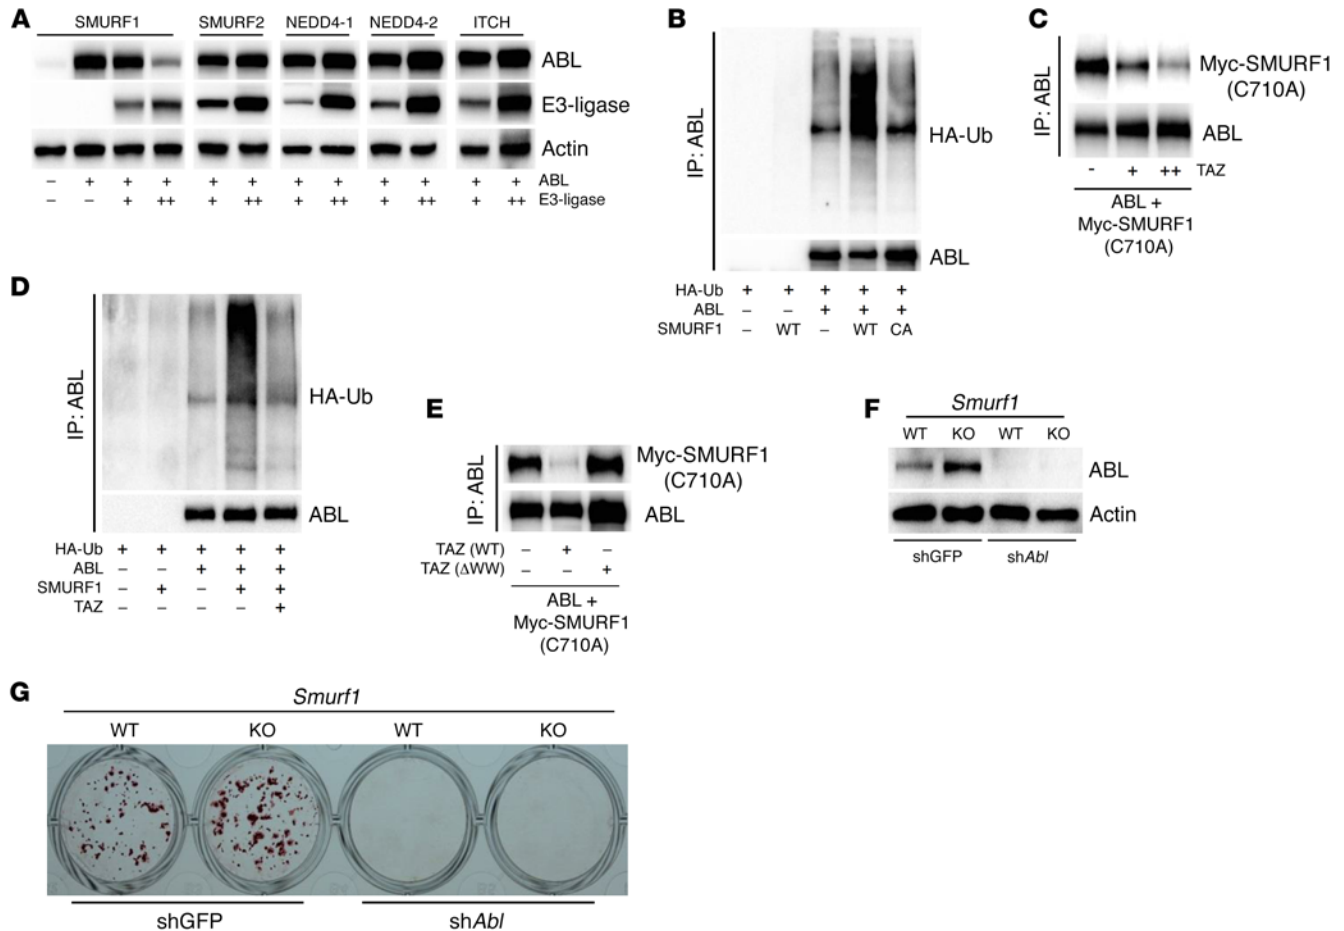 A
SMURF1 SMURF2 NEDD4-1 NEDD4-2 ITCH
ABL
E3-ligase
Actin
– + + + + + + + + + + + ABL
– – + ++ + ++ + ++ + ++ + ++ E3-ligase
B
IP: ABL
HA-Ub
ABL
HA-Ub + + + + +
ABL – – + + +
SMURF1 – WT – WT CA
C
IP: ABL
Myc-SMURF1
(C710A)
ABL
- + ++ TAZ
ABL +
Myc-SMURF1
(C710A)
D
IP: ABL
HA-Ub
ABL
HA-Ub + + + + +
ABL – – + + +
SMURF1 – + – + +
TAZ – – – – +
E
IP: ABL
Myc-SMURF1
(C710A)
ABL
TAZ (WT) – + –
TAZ (ΔWW) – – +
ABL +
Myc-SMURF1
(C710A)
F
Smurf1
WT KO WT KO
ABL
Actin
shGFP shAbl
G
Smurf1
WT KO WT KO
shGFP shAbl